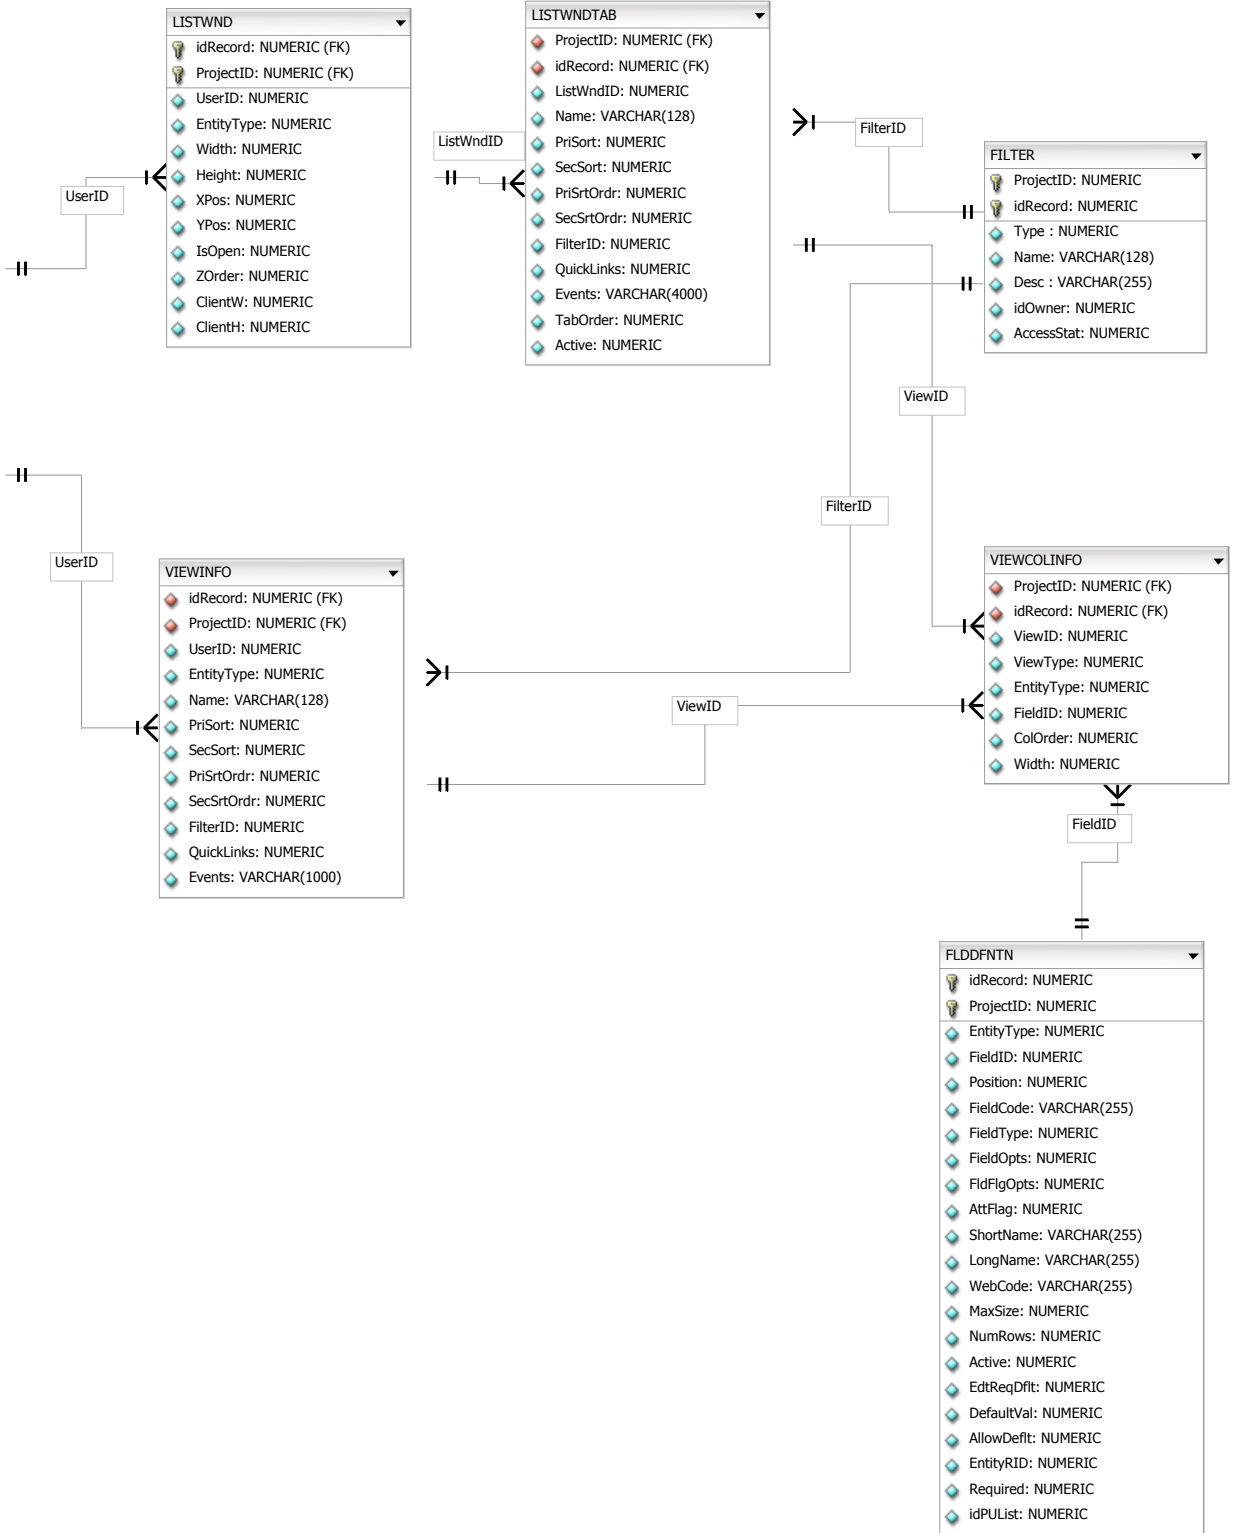 LISTWND
idRecord: NUMERIC (FK)
ProjectID: NUMERIC (FK)
UserID: NUMERIC
EntityType: NUMERIC
Width: NUMERIC
Height: NUMERIC
XPos: NUMERIC
YPos: NUMERIC
IsOpen: NUMERIC
ZOrder: NUMERIC
ClientW: NUMERIC
ClientH: NUMERIC
UserID
ListWndID
LISTWNDTAB
ProjectID: NUMERIC (FK)
idRecord: NUMERIC (FK)
ListWndID: NUMERIC
Name: VARCHAR(128)
PriSort: NUMERIC
SecSort: NUMERIC
PriSrtOrdr: NUMERIC
SecSrtOrdr: NUMERIC
FilterID: NUMERIC
QuickLinks: NUMERIC
Events: VARCHAR(4000)
TabOrder: NUMERIC
Active: NUMERIC
FilterID
FILTER
ProjectID: NUMERIC
idRecord: NUMERIC
Type : NUMERIC
Name: VARCHAR(128)
Desc : VARCHAR(255)
idOwner: NUMERIC
AccessStat: NUMERIC
ViewID
FilterID
UserID
VIEWINFO
idRecord: NUMERIC (FK)
ProjectID: NUMERIC (FK)
UserID: NUMERIC
EntityType: NUMERIC
Name: VARCHAR(128)
PriSort: NUMERIC
SecSort: NUMERIC
PriSrtOrdr: NUMERIC
SecSrtOrdr: NUMERIC
FilterID: NUMERIC
QuickLinks: NUMERIC
Events: VARCHAR(1000)
ViewID
VIEWCOLINFO
ProjectID: NUMERIC (FK)
idRecord: NUMERIC (FK)
ViewID: NUMERIC
ViewType: NUMERIC
EntityType: NUMERIC
FieldID: NUMERIC
ColOrder: NUMERIC
Width: NUMERIC
FieldID
FLDDFNTN
idRecord: NUMERIC
ProjectID: NUMERIC
EntityType: NUMERIC
FieldID: NUMERIC
Position: NUMERIC
FieldCode: VARCHAR(255)
FieldType: NUMERIC
FieldOpts: NUMERIC
FldFlgOpts: NUMERIC
AttFlag: NUMERIC
ShortName: VARCHAR(255)
LongName: VARCHAR(255)
WebCode: VARCHAR(255)
MaxSize: NUMERIC
NumRows: NUMERIC
Active: NUMERIC
EdtReqDflt: NUMERIC
DefaultVal: NUMERIC
AllowDeflt: NUMERIC
EntityRID: NUMERIC
Required: NUMERIC
idPUList: NUMERIC